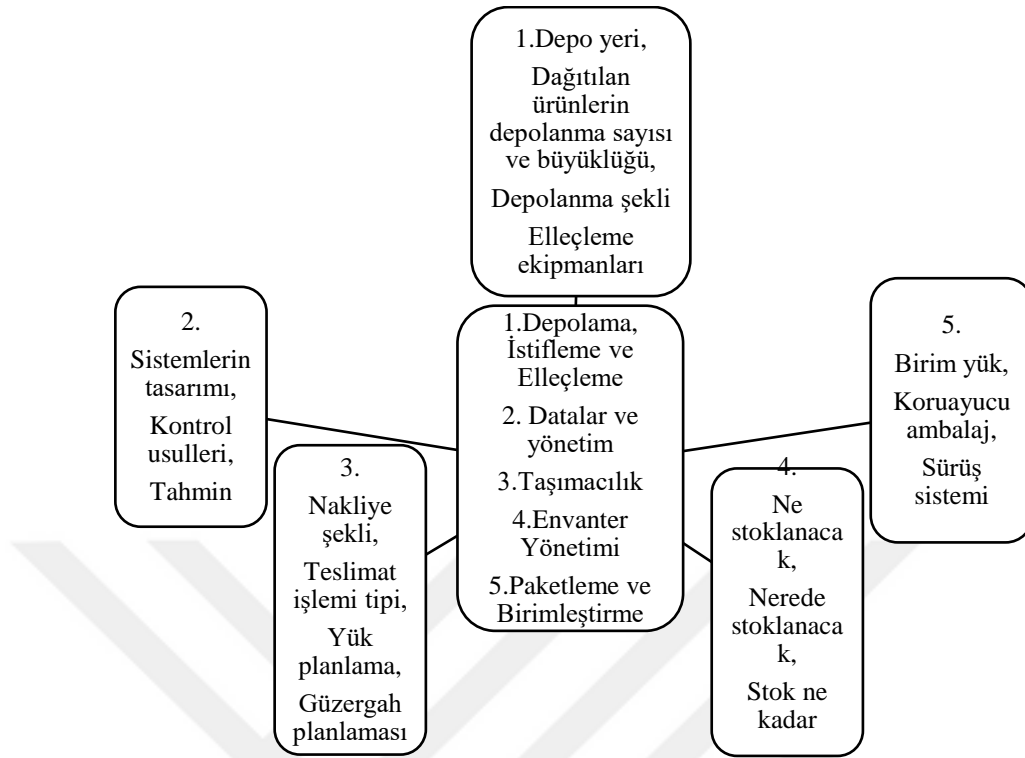 1.Depo yeri,
Dağıtılan
ürünlerin
depolanma sayısı
ve büyüklüğü,
Depolanma şekli
Elleçleme
ekipmanları
1.Depolama,
İstifleme ve
Elleçleme
2. Datalar ve
yönetim
3.Taşımacılık
4.Envanter
Yönetimi
5.Paketleme ve
Birimleştirme
2.
Sistemlerin
tasarımı,
Kontrol
usulleri,
Tahmin
3.
Nakliye
şekli,
Teslimat
işlemi tipi,
Yük
planlama,
Güzergah
planlaması
4.
Ne
stoklanaca
k,
Nerede
stoklanaca
k,
Stok ne
kadar
5.
Birim yük,
Koruayucu
ambalaj,
Sürüş
sistemi